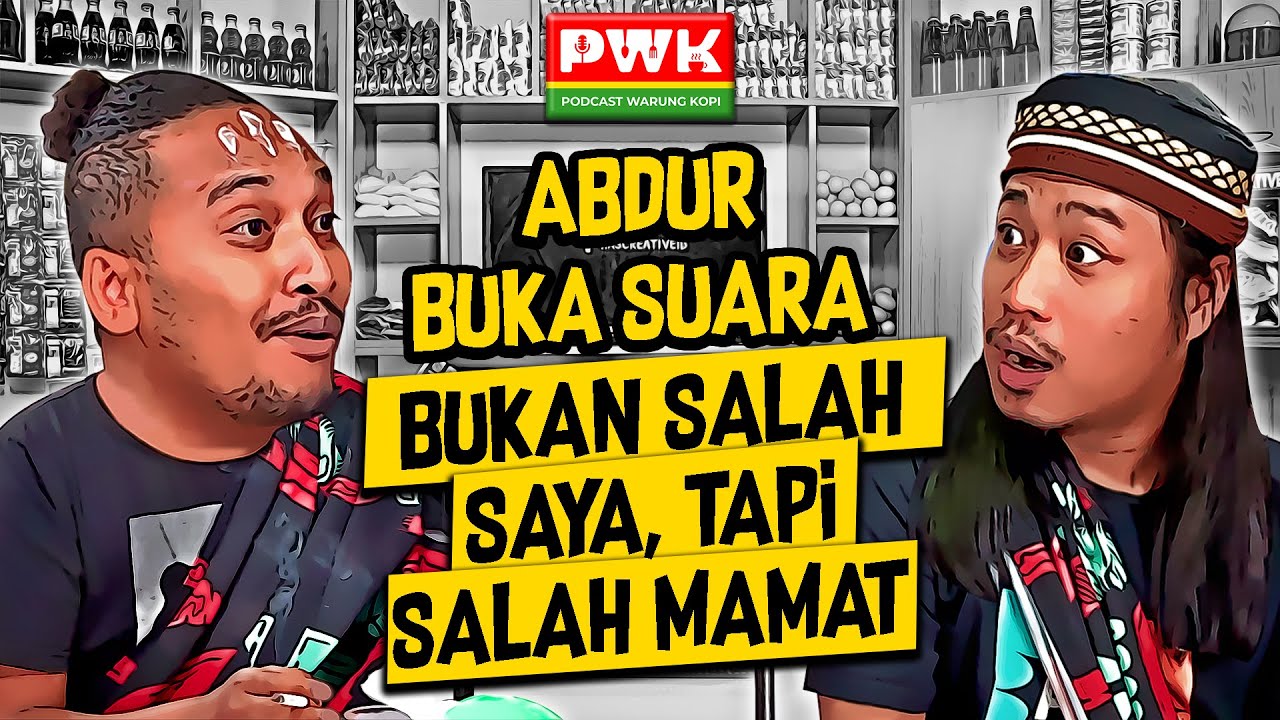 PWK
PODCAST WARUNG KOPI
ABDUR
BUKA SUARA
BUKAN SALAH
SAYA, TAPi
SALAH MAMAT